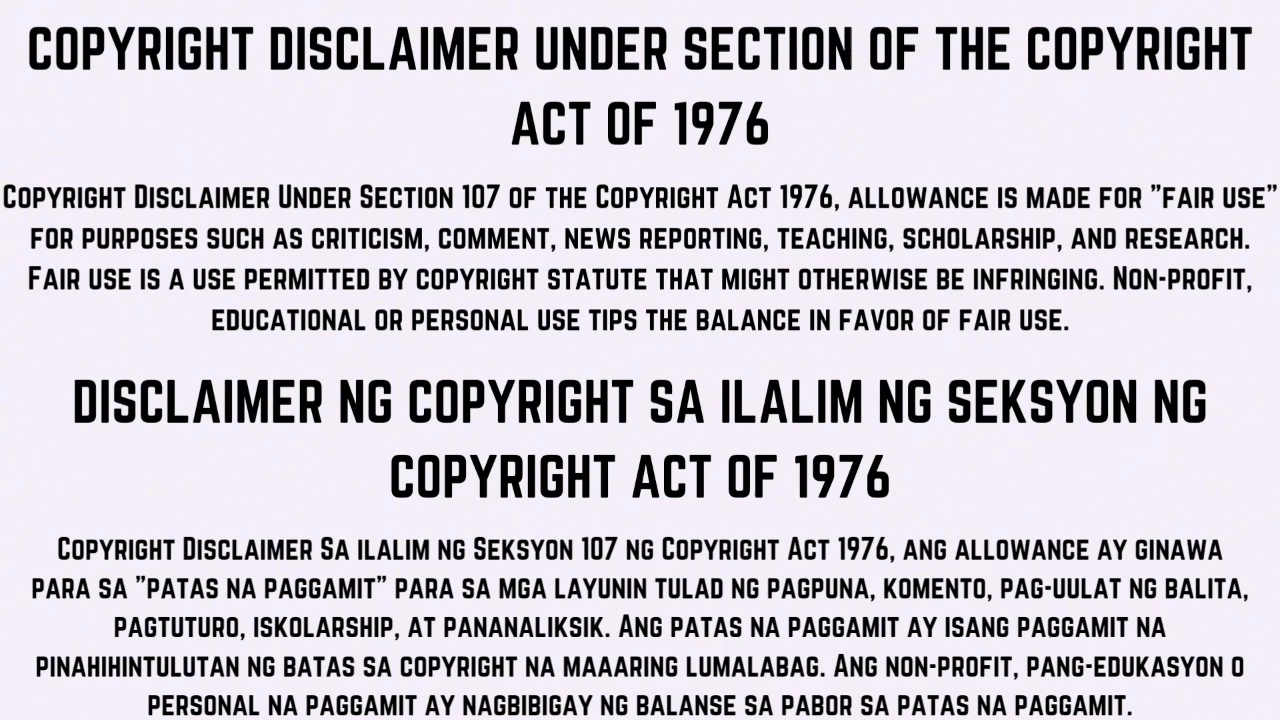 COPYRIGHT DISCLAIMER UNDER SECTION OF THE COPYRIGHT
ACT OF 1976
Copyright Disclaimer Under Section 107 of the Copyright Act 1976, allowance is made for "fair use"
for purposes such as criticism, comment, news reporting, teaching, scholarship, and research.
Fair use is a use permitted by copyright statute that might otherwise be infringing. Non-profit,
educational or personal use tips the balance in favor of fair use.
DISCLAIMER NG COPYRIGHT SA ILALIM NG SEKSYON NG
COPYRIGHT ACT OF 1976
Copyright Disclaimer Sa ilalim ng Seksyon 107 ng Copyright Act 1976, ang allowance ay ginawa
para sa "patas na paggamit" para sa mga layunin tulad ng pagpuna, komento, pag-uulat ng balita,
pagtuturo, iskolarship, at pananaliksik. Ang patas na paggamit ay isang paggamit na
pinahihintulutan ng batas sa copyright na maaaring lumalabag. Ang non-profit, pang-edukasyon o
personal na paggamit ay nagbibigay ng balanse sa pabor sa patas na paggamit.